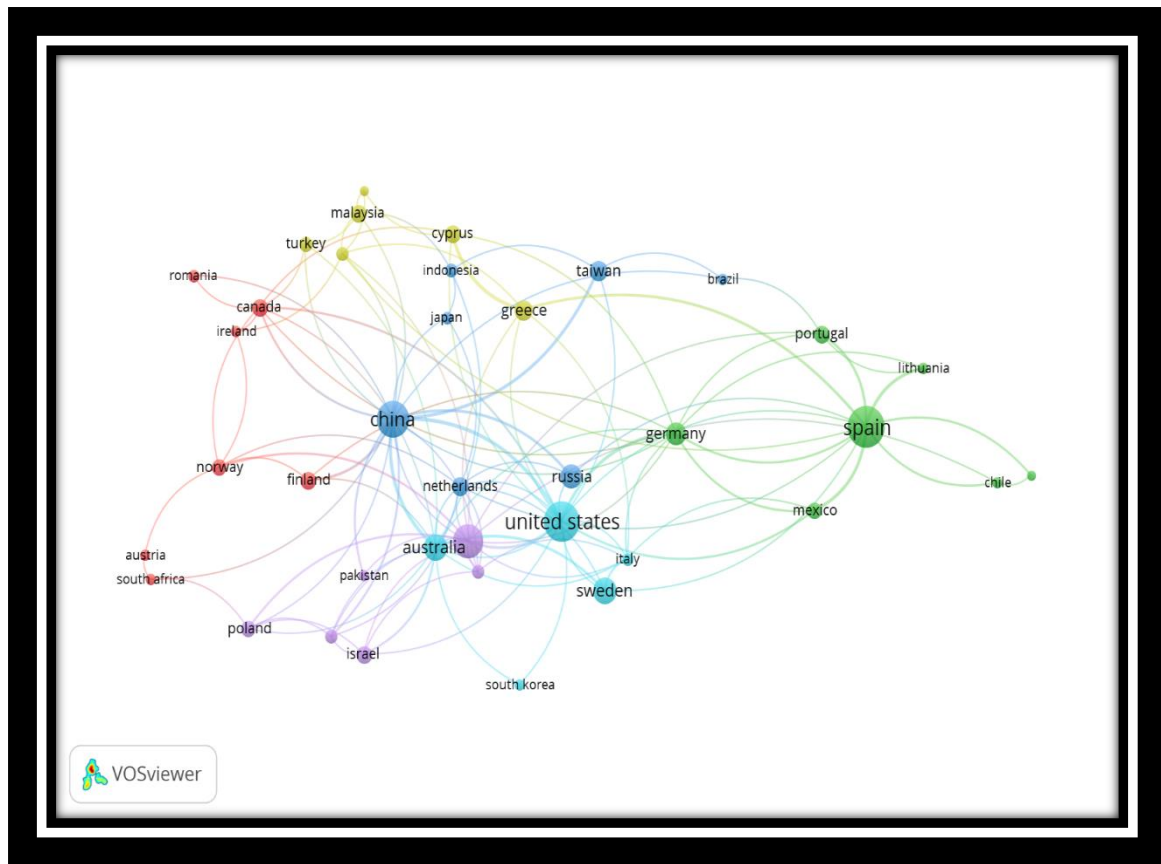 malaysia
cyprus
turkey
indonesia
taiwan
romania
brazil
canada
greece
japan
ireland
portugal
lithuania
china
spain
germany
norway
finland
netherlands
russia
chile
mexico
united states
australia
austria
italy
pakistan
south africa
sweden
poland
israel
south korea
VOSviewer